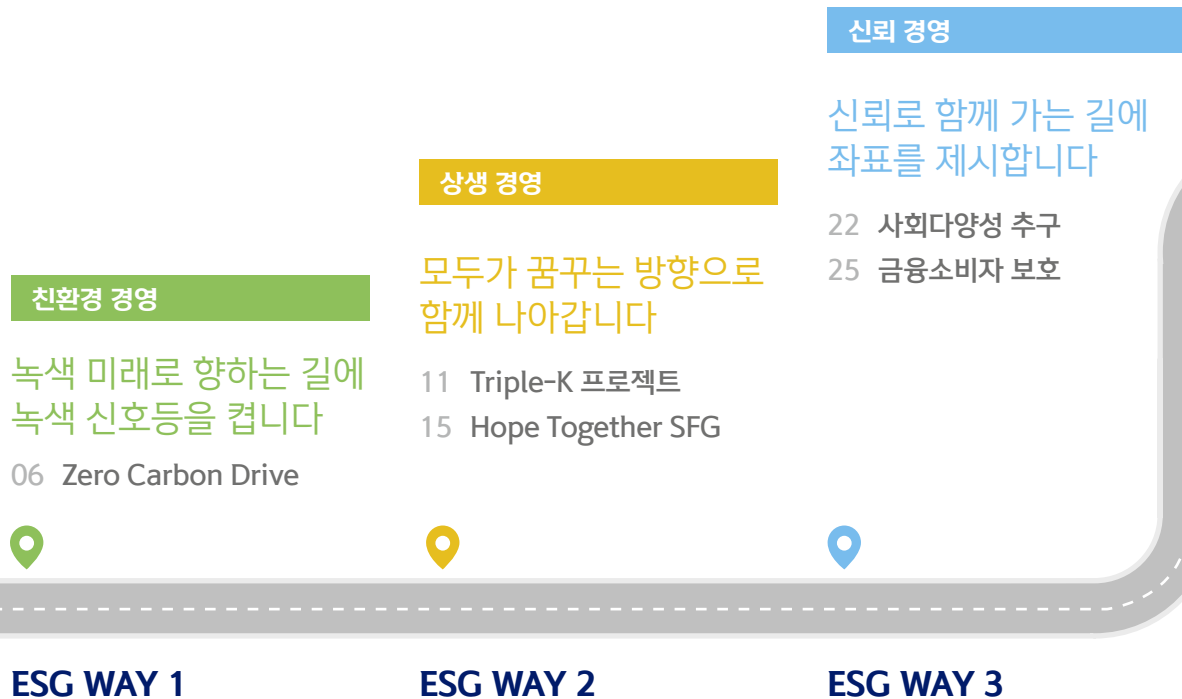 친환경 경영
녹색 미래로 향하는 길에
녹색 신호등을 켭니다
06 Zero Carbon Drive
ESG WAY 1
상생 경영
모두가 꿈꾸는 방향으로
함께 나아갑니다
11 Triple-K 프로젝트
15 Hope Together SFG
ESG WAY 2
신뢰 경영
신뢰로 함께 가는 길에
좌표를 제시합니다
22 사회다양성 추구
25 금융소비자 보호
ESG WAY 3